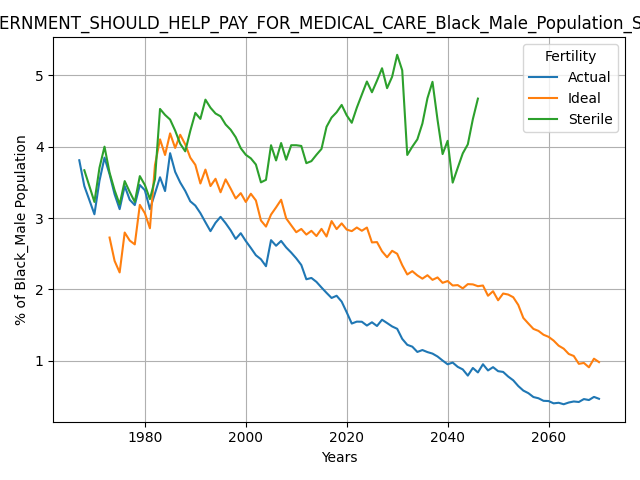 ERNMENT_SHOULD_HELP_PAY_FOR_MEDICAL_CARE_Black_Male_Population_S
Fertility
Actual
Ideal
Sterile
% of Black_Male Population
5
4
3
2
1
1980 2000 2020 2040 2060
Years